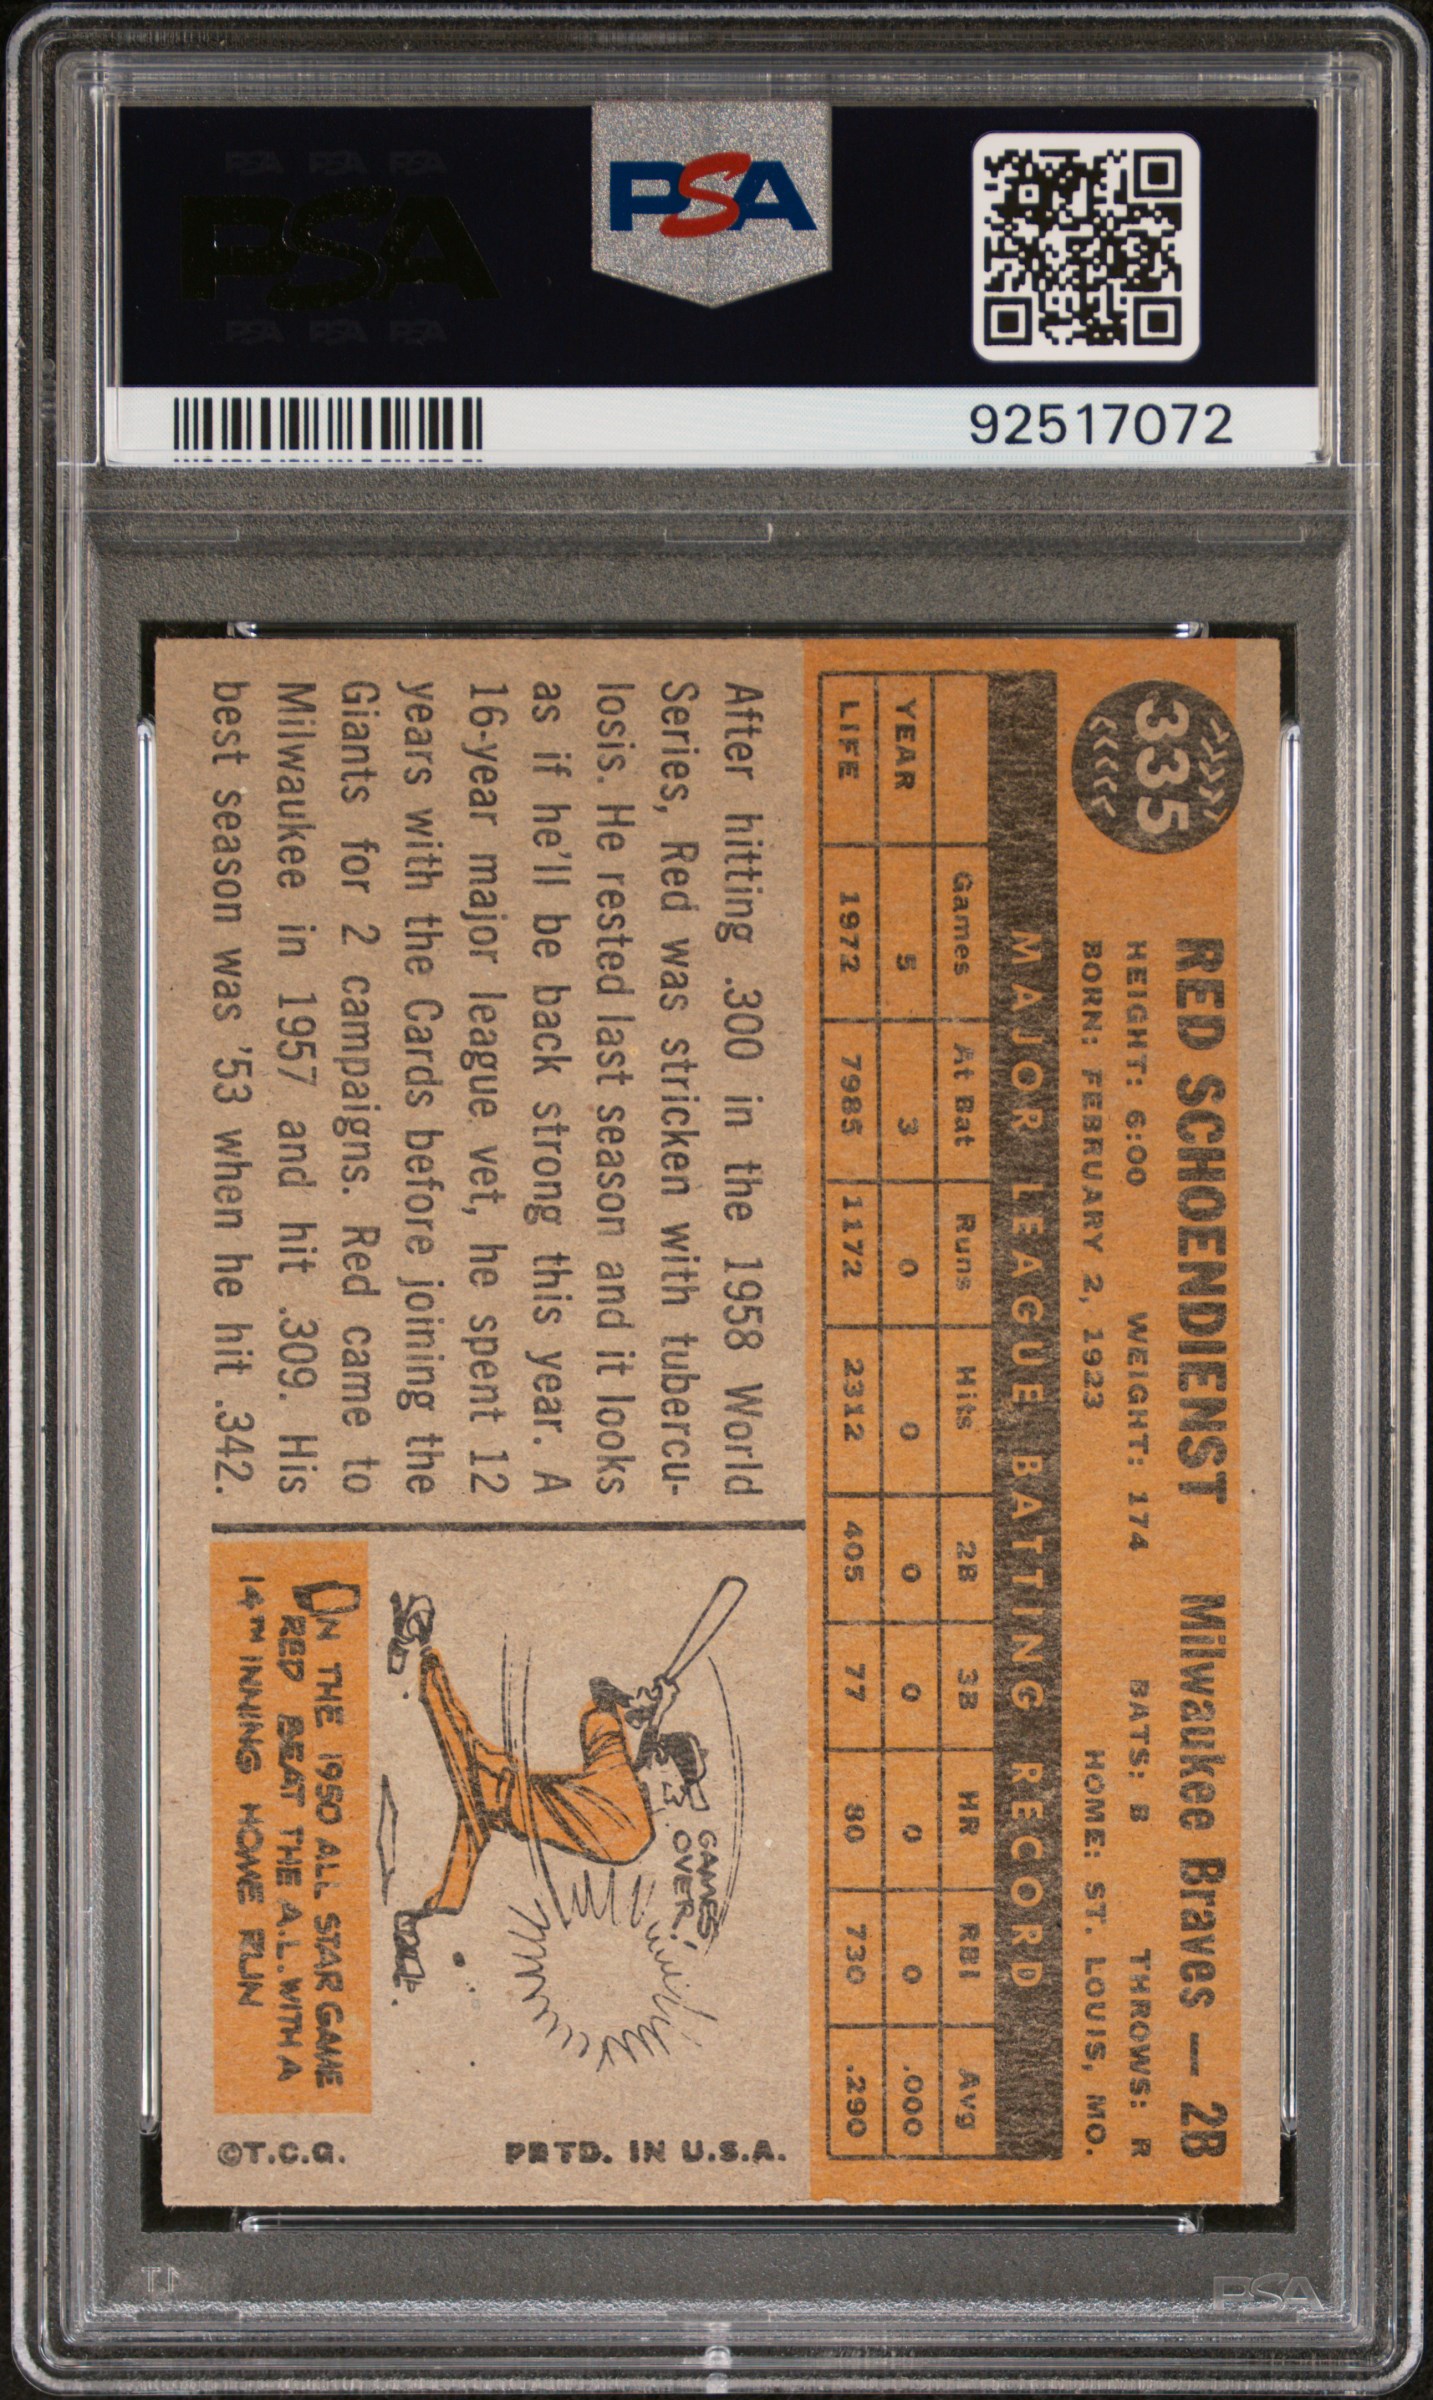 PSA PSA PSA
PSA
PSA PSA PSA
PSA
92517072
335
RED SCHOENDIENST Milwaukee Braves — 2B
HEIGHT: 6:00 WEIGHT: 174 BATS: B THROWS: R
BORN: FEBRUARY 2, 1923 HOME: ST. LOUIS, MO.
MAJOR LEAGUE BATTING RECORD
Games At Bat Runs Hits 2B 3B HR RBI Avg
YEAR 5 3 0 0 0 0 0 0 .000
LIFE 1972 7985 1172 2312 405 77 80 730 .290
After hitting .300 in the 1958 World
Series, Red was stricken with tubercu-
losis. He rested last season and it looks
as if he'll be back strong this year. A
16-year major league vet, he spent 12
years with the Cards before joining the
Giants for 2 campaigns. Red came to
Milwaukee in 1957 and hit .309. His
best season was '53 when he hit .342.
GAMES
OVER!
IN THE 1950 ALL STAR GAME
RED BEAT THE A.L. WITH A
14TH INNING HOME RUN
©T.C.G. PRTD. IN U.S.A.
PSA